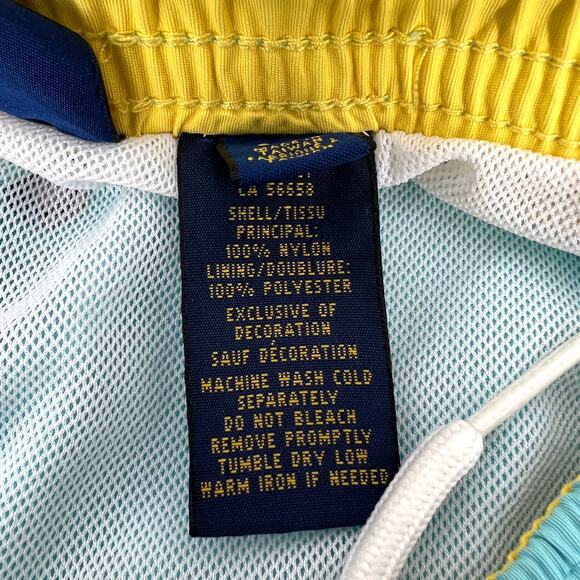 CA 56658
SHELL/TISSU
PRINCIPAL:
100% NYLON
LINING/DOUBLURE:
100% POLYESTER
EXCLUSIVE OF
DECORATION
SAUF DÉCORATION
MACHINE WASH COLD
SEPARATELY
DO NOT BLEACH
REMOVE PROMPTLY
TUMBLE DRY LOW
WARM IRON IF NEEDED